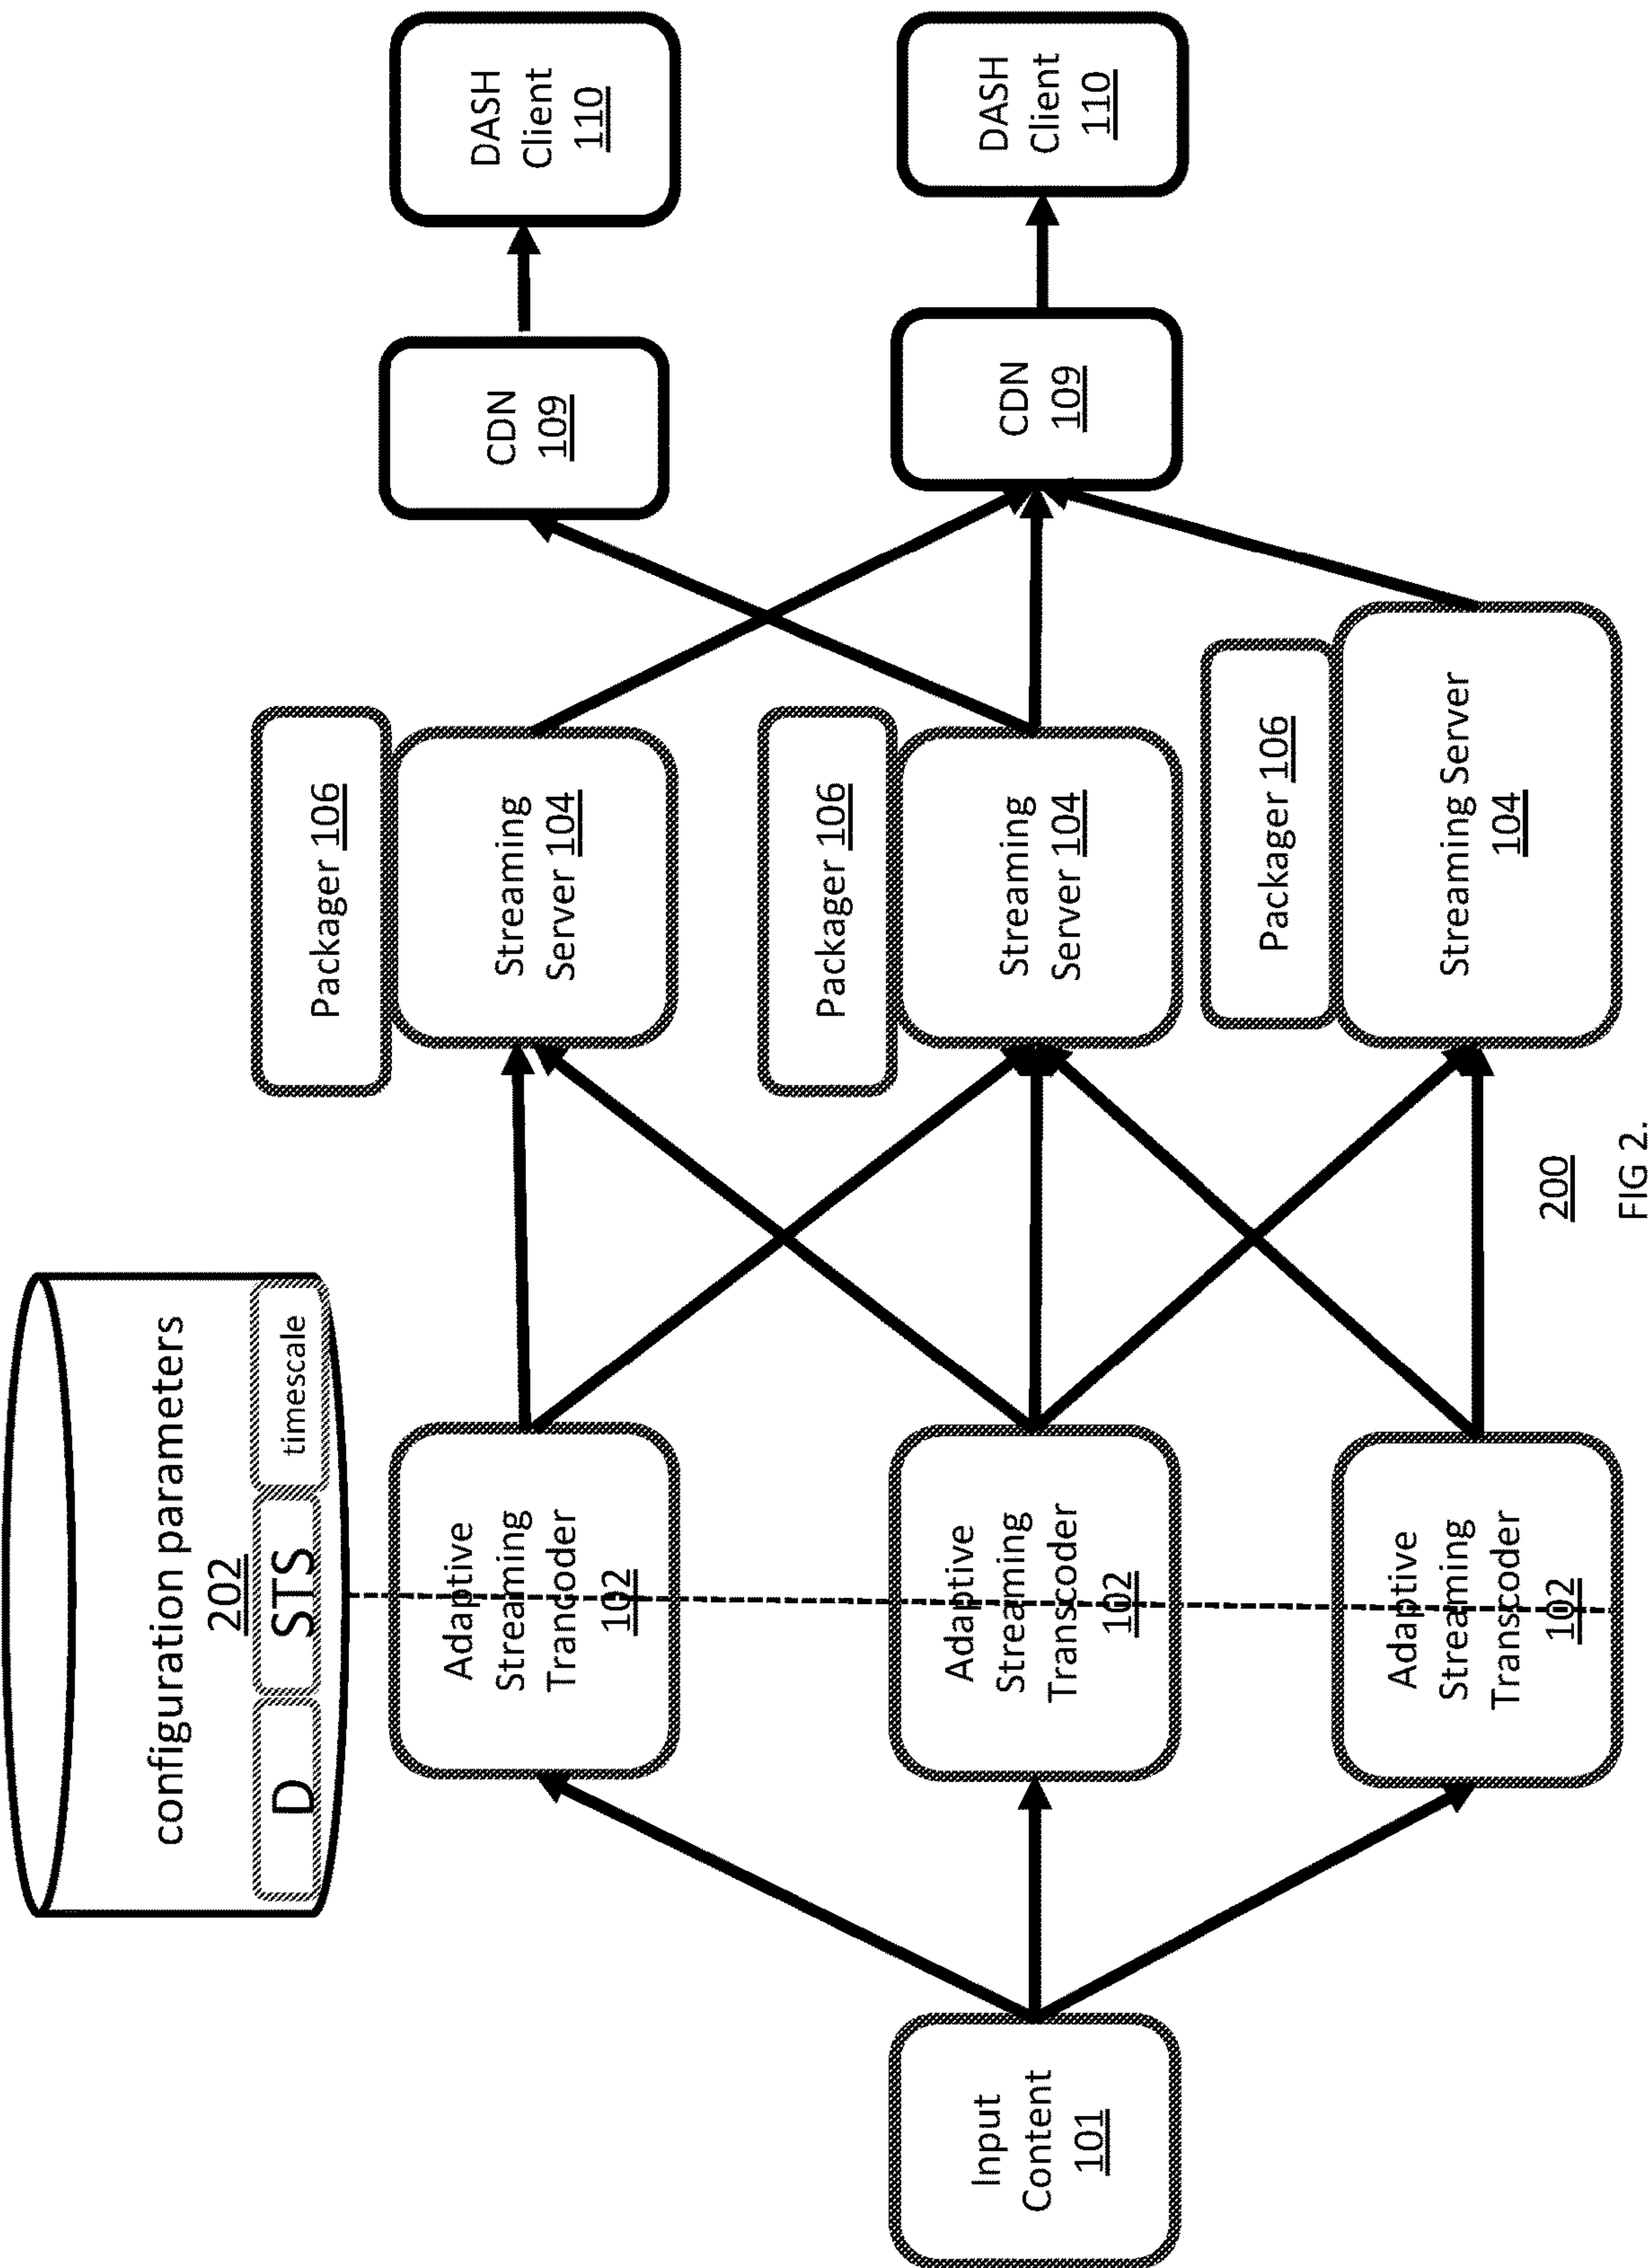 configuration parameters
202
D
STS
timescale
Input
Content
101
Adaptive
Streaming
Trancoder
102
Adaptive
Streaming
Transcoder
102
Adaptive
Streaming
Transcoder
102
Packager 106
Streaming
Server 104
Packager 106
Streaming
Server 104
Packager 106
Streaming Server
104
CDN
109
CDN
109
DASH
Client
110
DASH
Client
110
200
FIG 2.